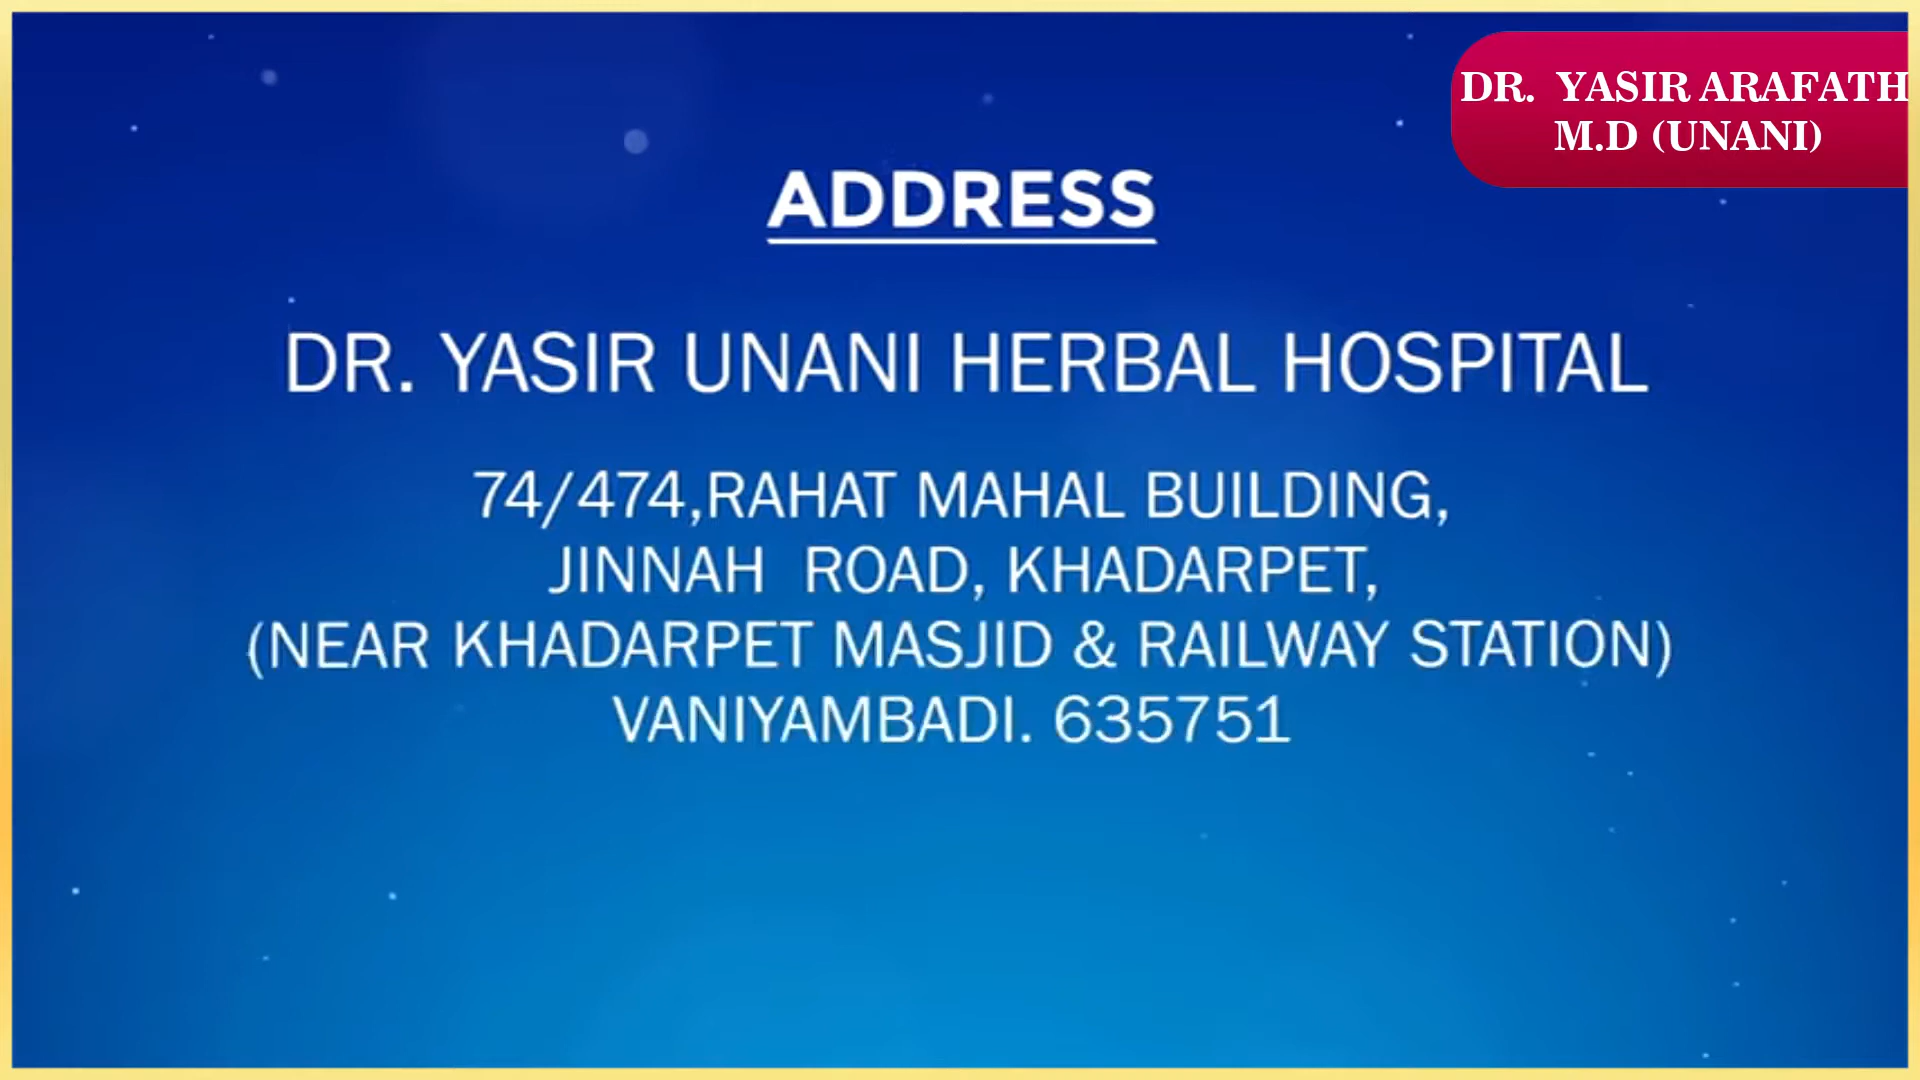 DR. YASIR ARAFATH
M.D (UNANI)
ADDRESS
DR. YASIR UNANI HERBAL HOSPITAL
74/474,RAHAT MAHAL BUILDING,
JINNAH ROAD, KHADARPET,
(NEAR KHADARPET MASJID & RAILWAY STATION)
VANIYAMBADI. 635751